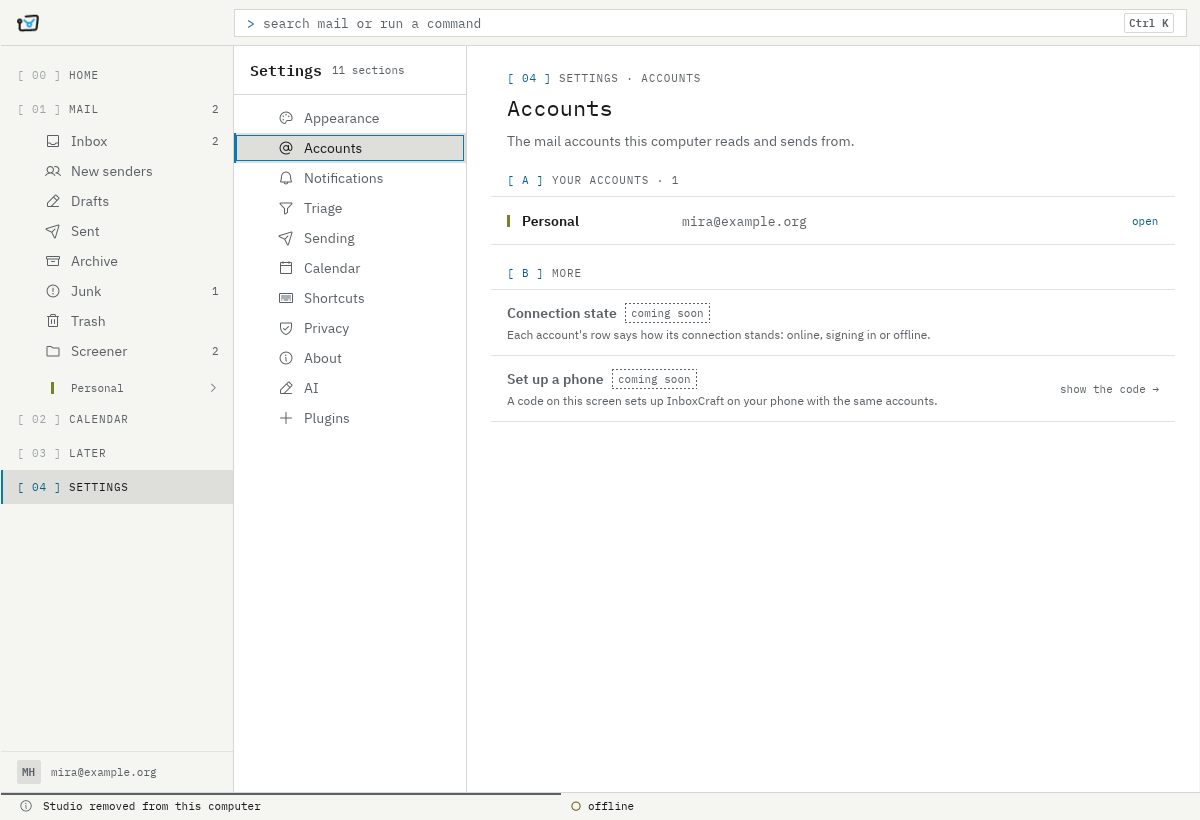 > search mail or run a command
Ctrl K
[ 00 ] HOME
[ 01 ] MAIL 2
Inbox 2
New senders
Drafts
Sent
Archive
Junk 1
Trash
Screener 2
Personal
[ 02 ] CALENDAR
[ 03 ] LATER
[ 04 ] SETTINGS
MH mira@example.org
Settings 11 sections
Appearance
Accounts
Notifications
Triage
Sending
Calendar
Shortcuts
Privacy
About
AI
Plugins
[ 04 ] SETTINGS · ACCOUNTS
Accounts
The mail accounts this computer reads and sends from.
[ A ] YOUR ACCOUNTS · 1
Personal mira@example.org open
[ B ] MORE
Connection state coming soon
Each account's row says how its connection stands: online, signing in or offline.
Set up a phone coming soon
A code on this screen sets up InboxCraft on your phone with the same accounts.
show the code →
Studio removed from this computer
offline